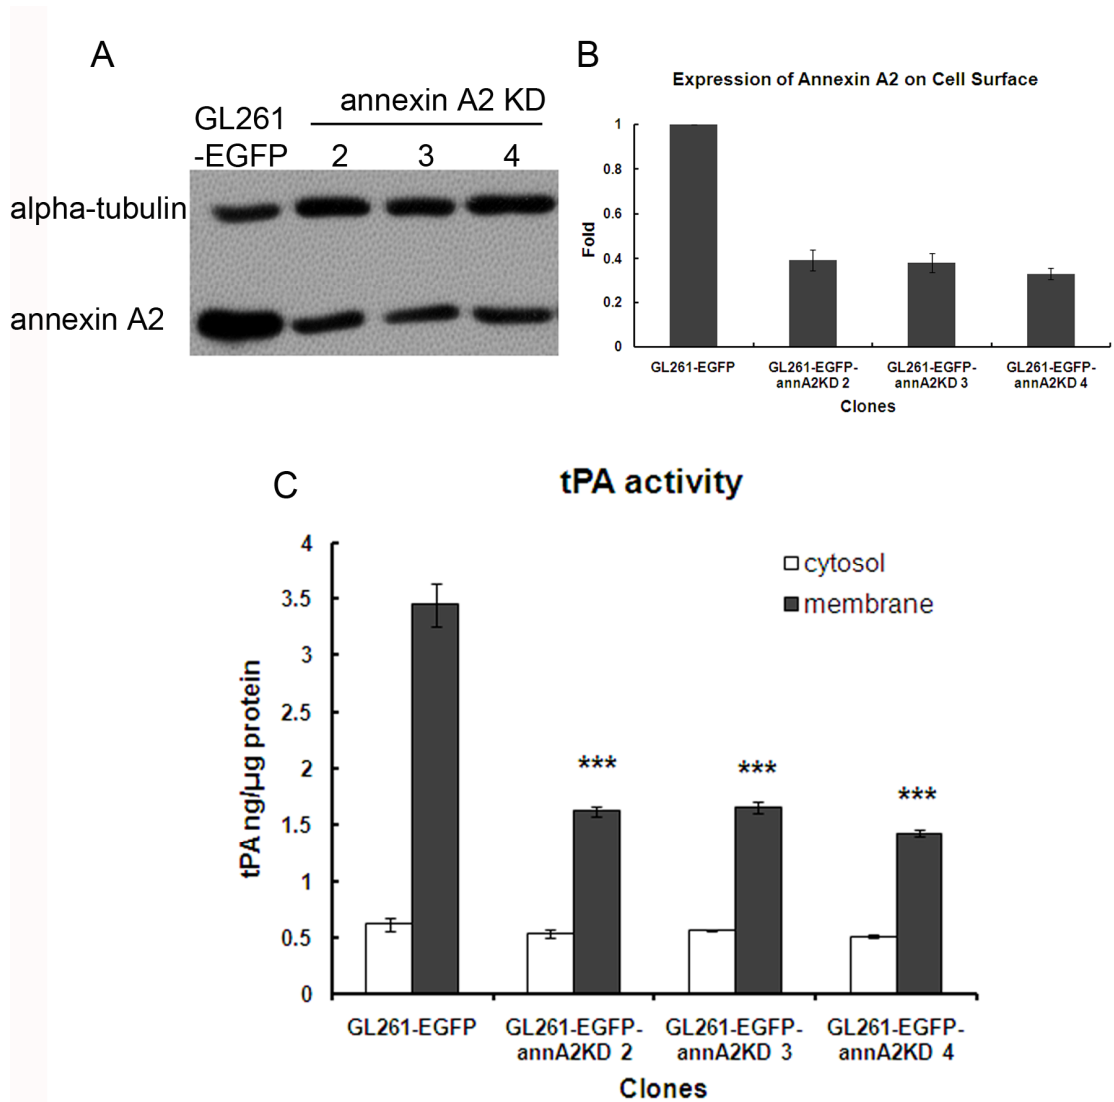 A
GL261
-EGFP
annexin A2 KD
2 3 4
alpha-tubulin
annexin A2
B
Expression of Annexin A2 on Cell Surface
Fold
1
0.8
0.6
0.4
0.2
0
GL261-EGFP
GL261-EGFP-
annA2KD 2
GL261-EGFP-
annA2KD 3
GL261-EGFP-
annA2KD 4
Clones
C
tPA activity
cytosol
membrane
tPA ng/µg protein
4
3.5
3
2.5
2
1.5
1
0.5
0
***
***
***
GL261-EGFP
GL261-EGFP-
annA2KD 2
GL261-EGFP-
annA2KD 3
GL261-EGFP-
annA2KD 4
Clones